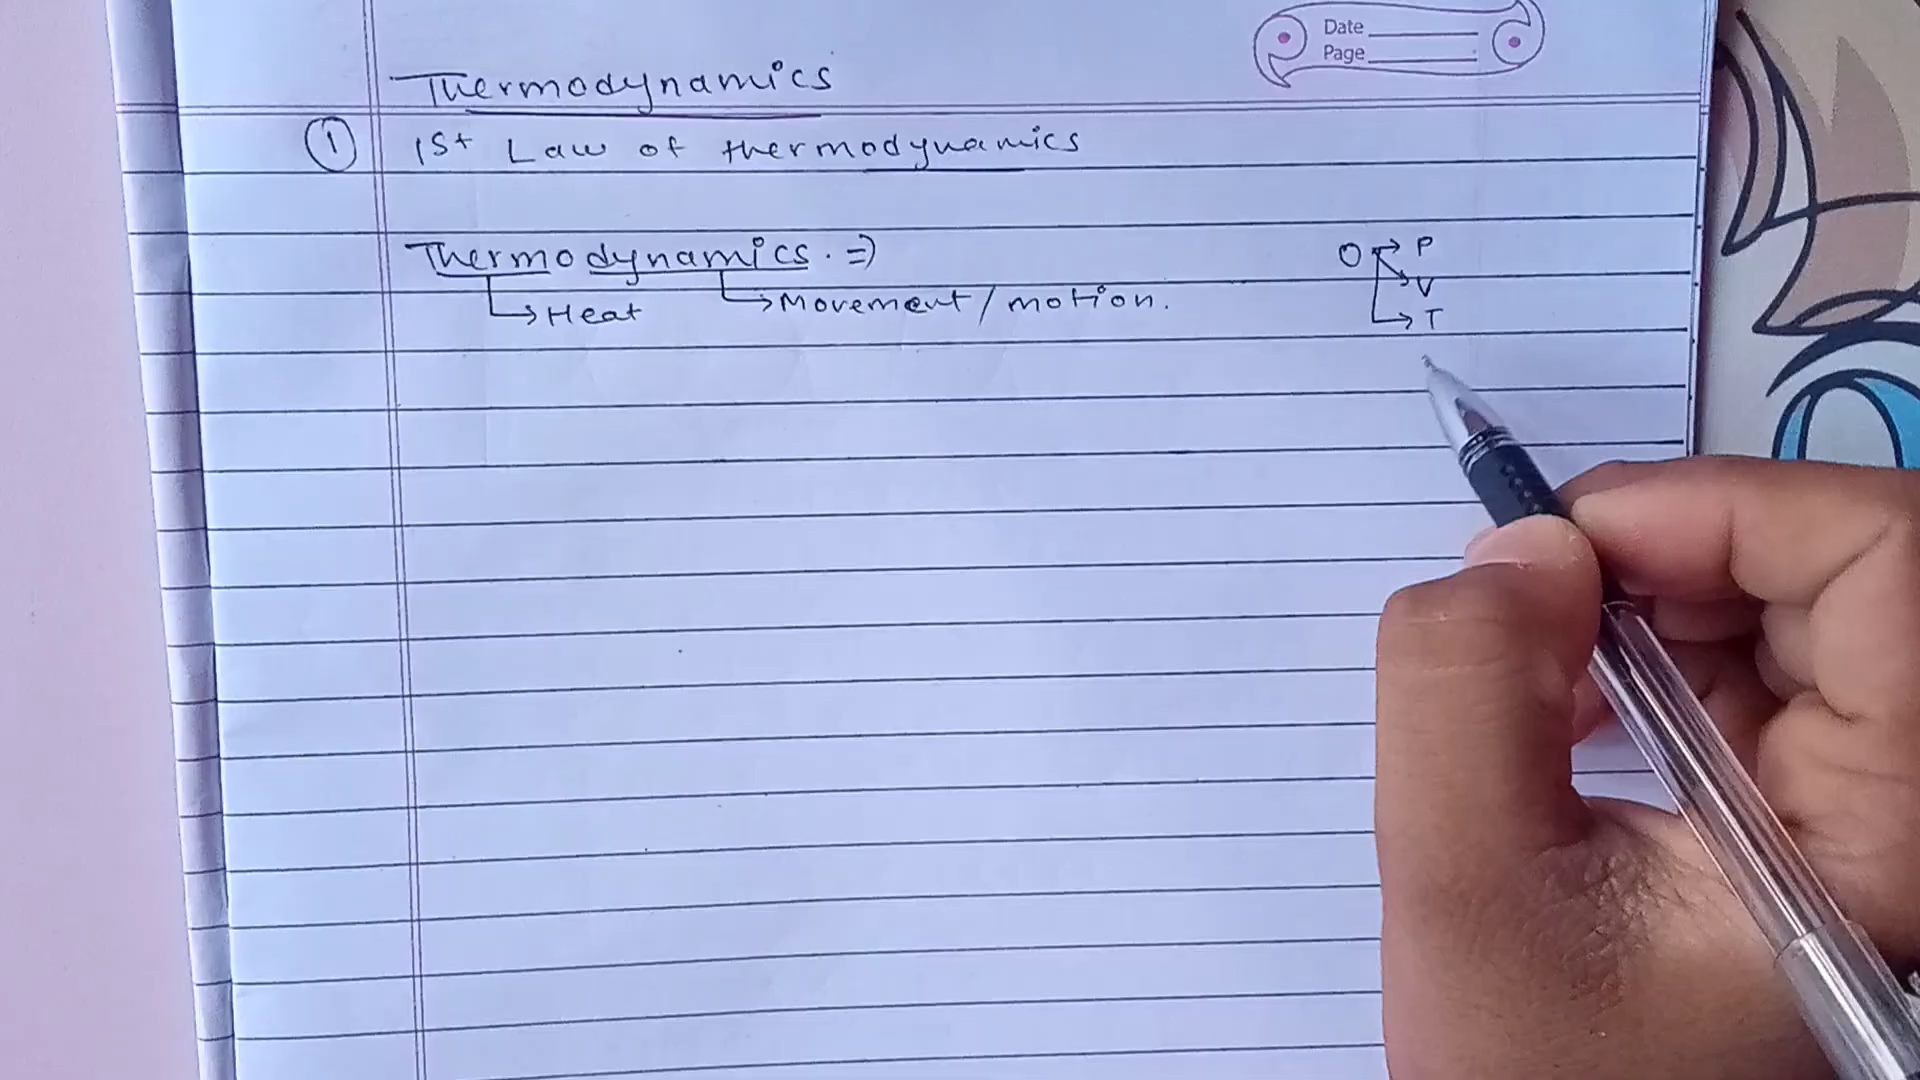 Date
Page
Thermodynamics
① 1st Law of thermodynamics
Thermodynamics. =>
O → P
→ V
→ Heat → Movement / motion.
→ T